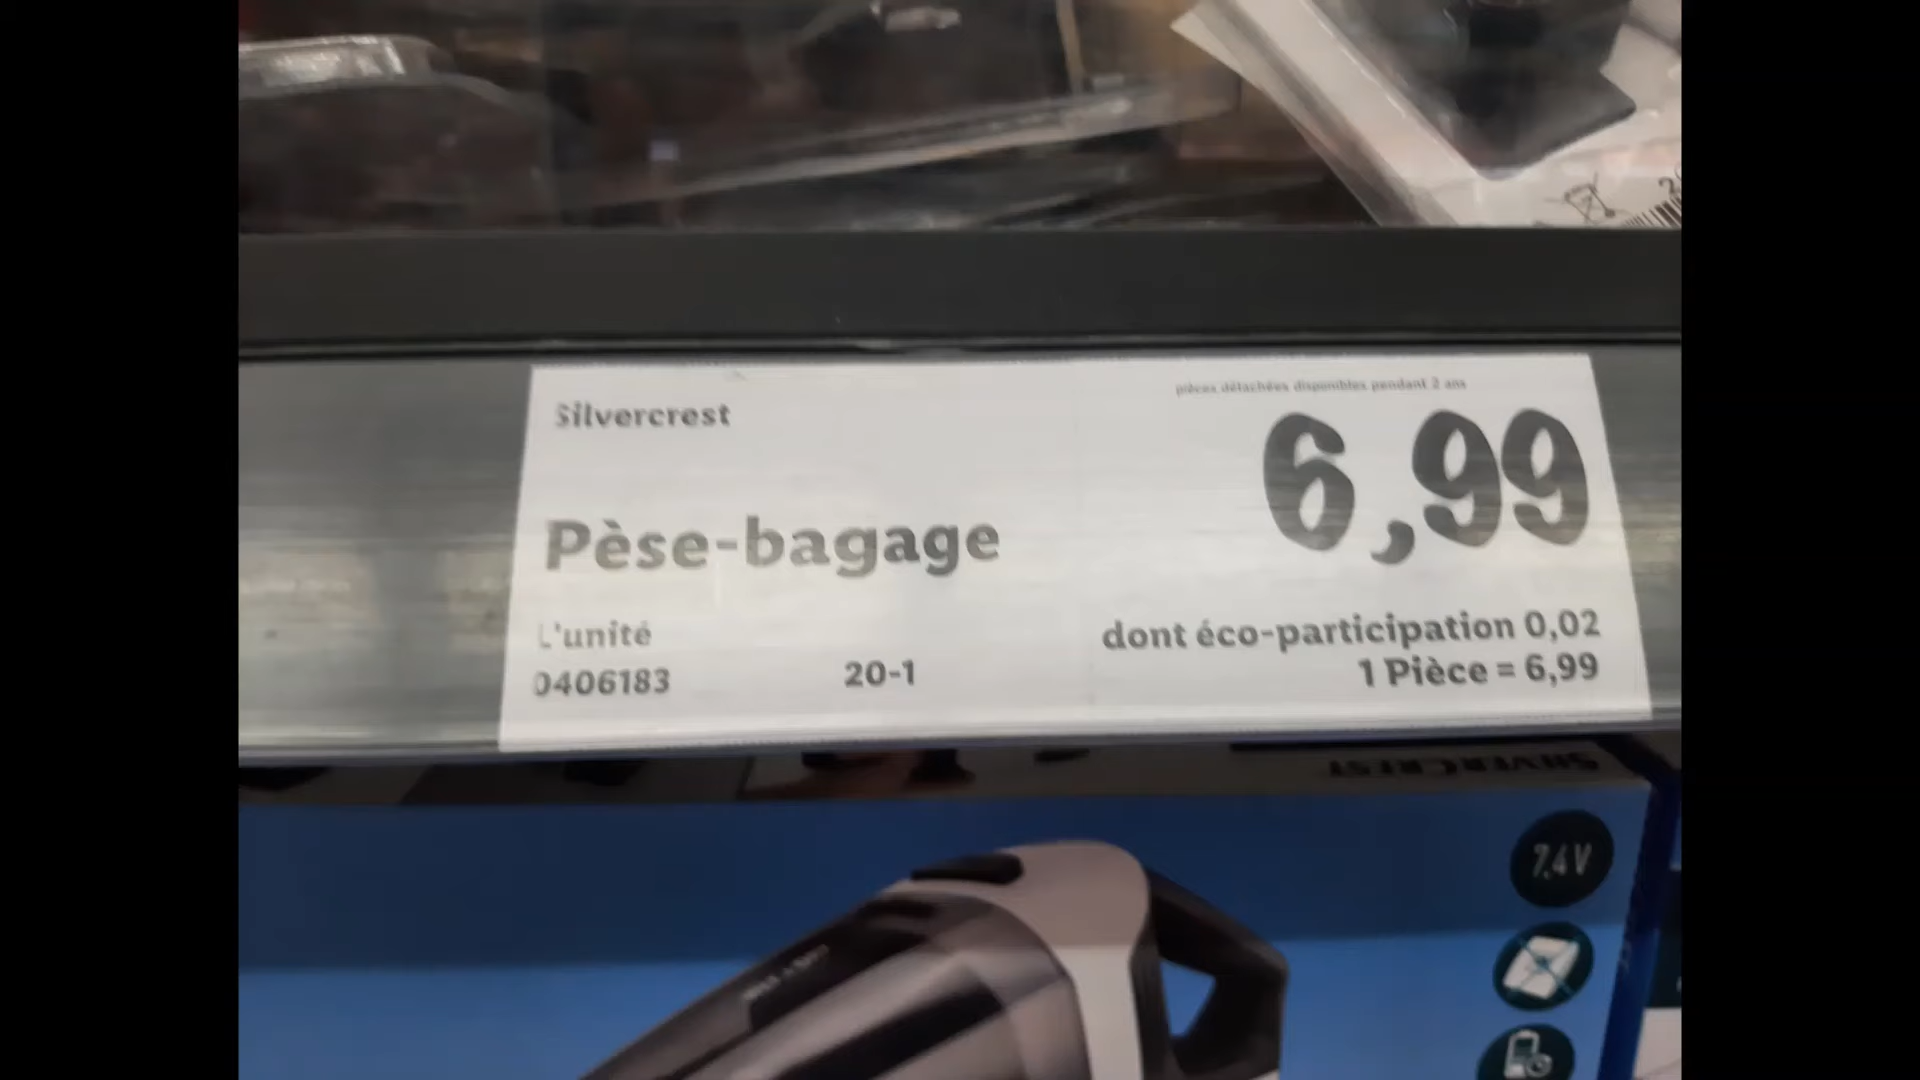 Silvercrest
pièces détachées disponibles pendant 2 ans
6,99
Pèse-bagage
L'unité
dont éco-participation 0,02
0406183
20-1
1 Pièce = 6,99
SILVERCREST
7.4 V